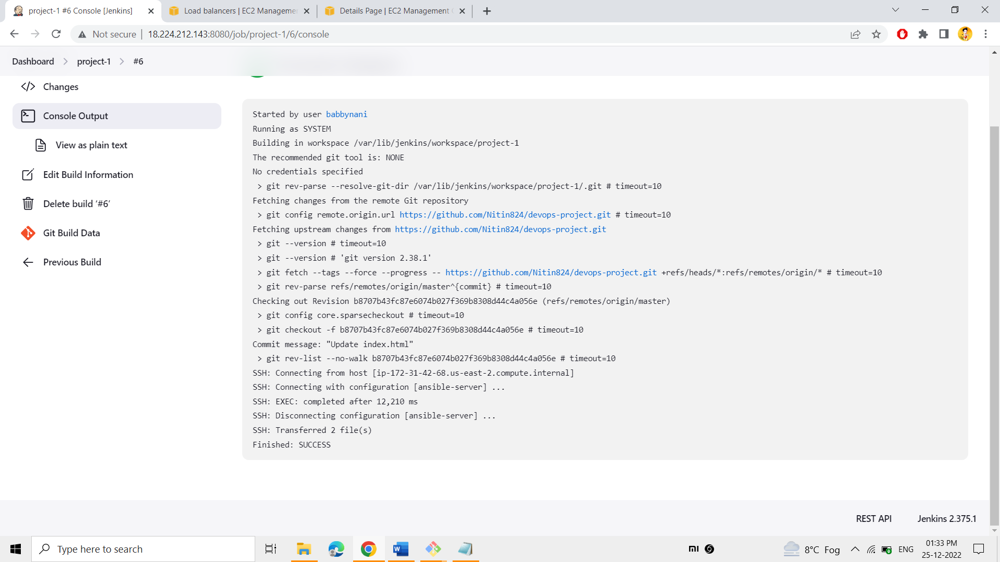 project-1 #6 Console [Jenkins]
Load balancers | EC2 Managemen
Details Page | EC2 Management C
Not secure
18.224.212.143:8080/job/project-1/6/console
Dashboard
project-1
#6
Changes
Console Output
View as plain text
Edit Build Information
Delete build ‘#6’
Git Build Data
Previous Build
Started by user babbynani
Running as SYSTEM
Building in workspace /var/lib/jenkins/workspace/project-1
The recommended git tool is: NONE
No credentials specified
> git rev-parse --resolve-git-dir /var/lib/jenkins/workspace/project-1/.git # timeout=10
Fetching changes from the remote Git repository
> git config remote.origin.url https://github.com/Nitin824/devops-project.git # timeout=10
Fetching upstream changes from https://github.com/Nitin824/devops-project.git
> git --version # timeout=10
> git --version # 'git version 2.38.1'
> git fetch --tags --force --progress -- https://github.com/Nitin824/devops-project.git +refs/heads/*:refs/remotes/origin/* # timeout=10
> git rev-parse refs/remotes/origin/master^{commit} # timeout=10
Checking out Revision b8707b43fc87e6074b027f369b8308d44c4a056e (refs/remotes/origin/master)
> git config core.sparsecheckout # timeout=10
> git checkout -f b8707b43fc87e6074b027f369b8308d44c4a056e # timeout=10
Commit message: "Update index.html"
> git rev-list --no-walk b8707b43fc87e6074b027f369b8308d44c4a056e # timeout=10
SSH: Connecting from host [ip-172-31-42-68.us-east-2.compute.internal]
SSH: Connecting with configuration [ansible-server] ...
SSH: EXEC: completed after 12,210 ms
SSH: Disconnecting configuration [ansible-server] ...
SSH: Transferred 2 file(s)
Finished: SUCCESS
REST API
Jenkins 2.375.1
Type here to search
8°C Fog
ENG
01:33 PM
25-12-2022